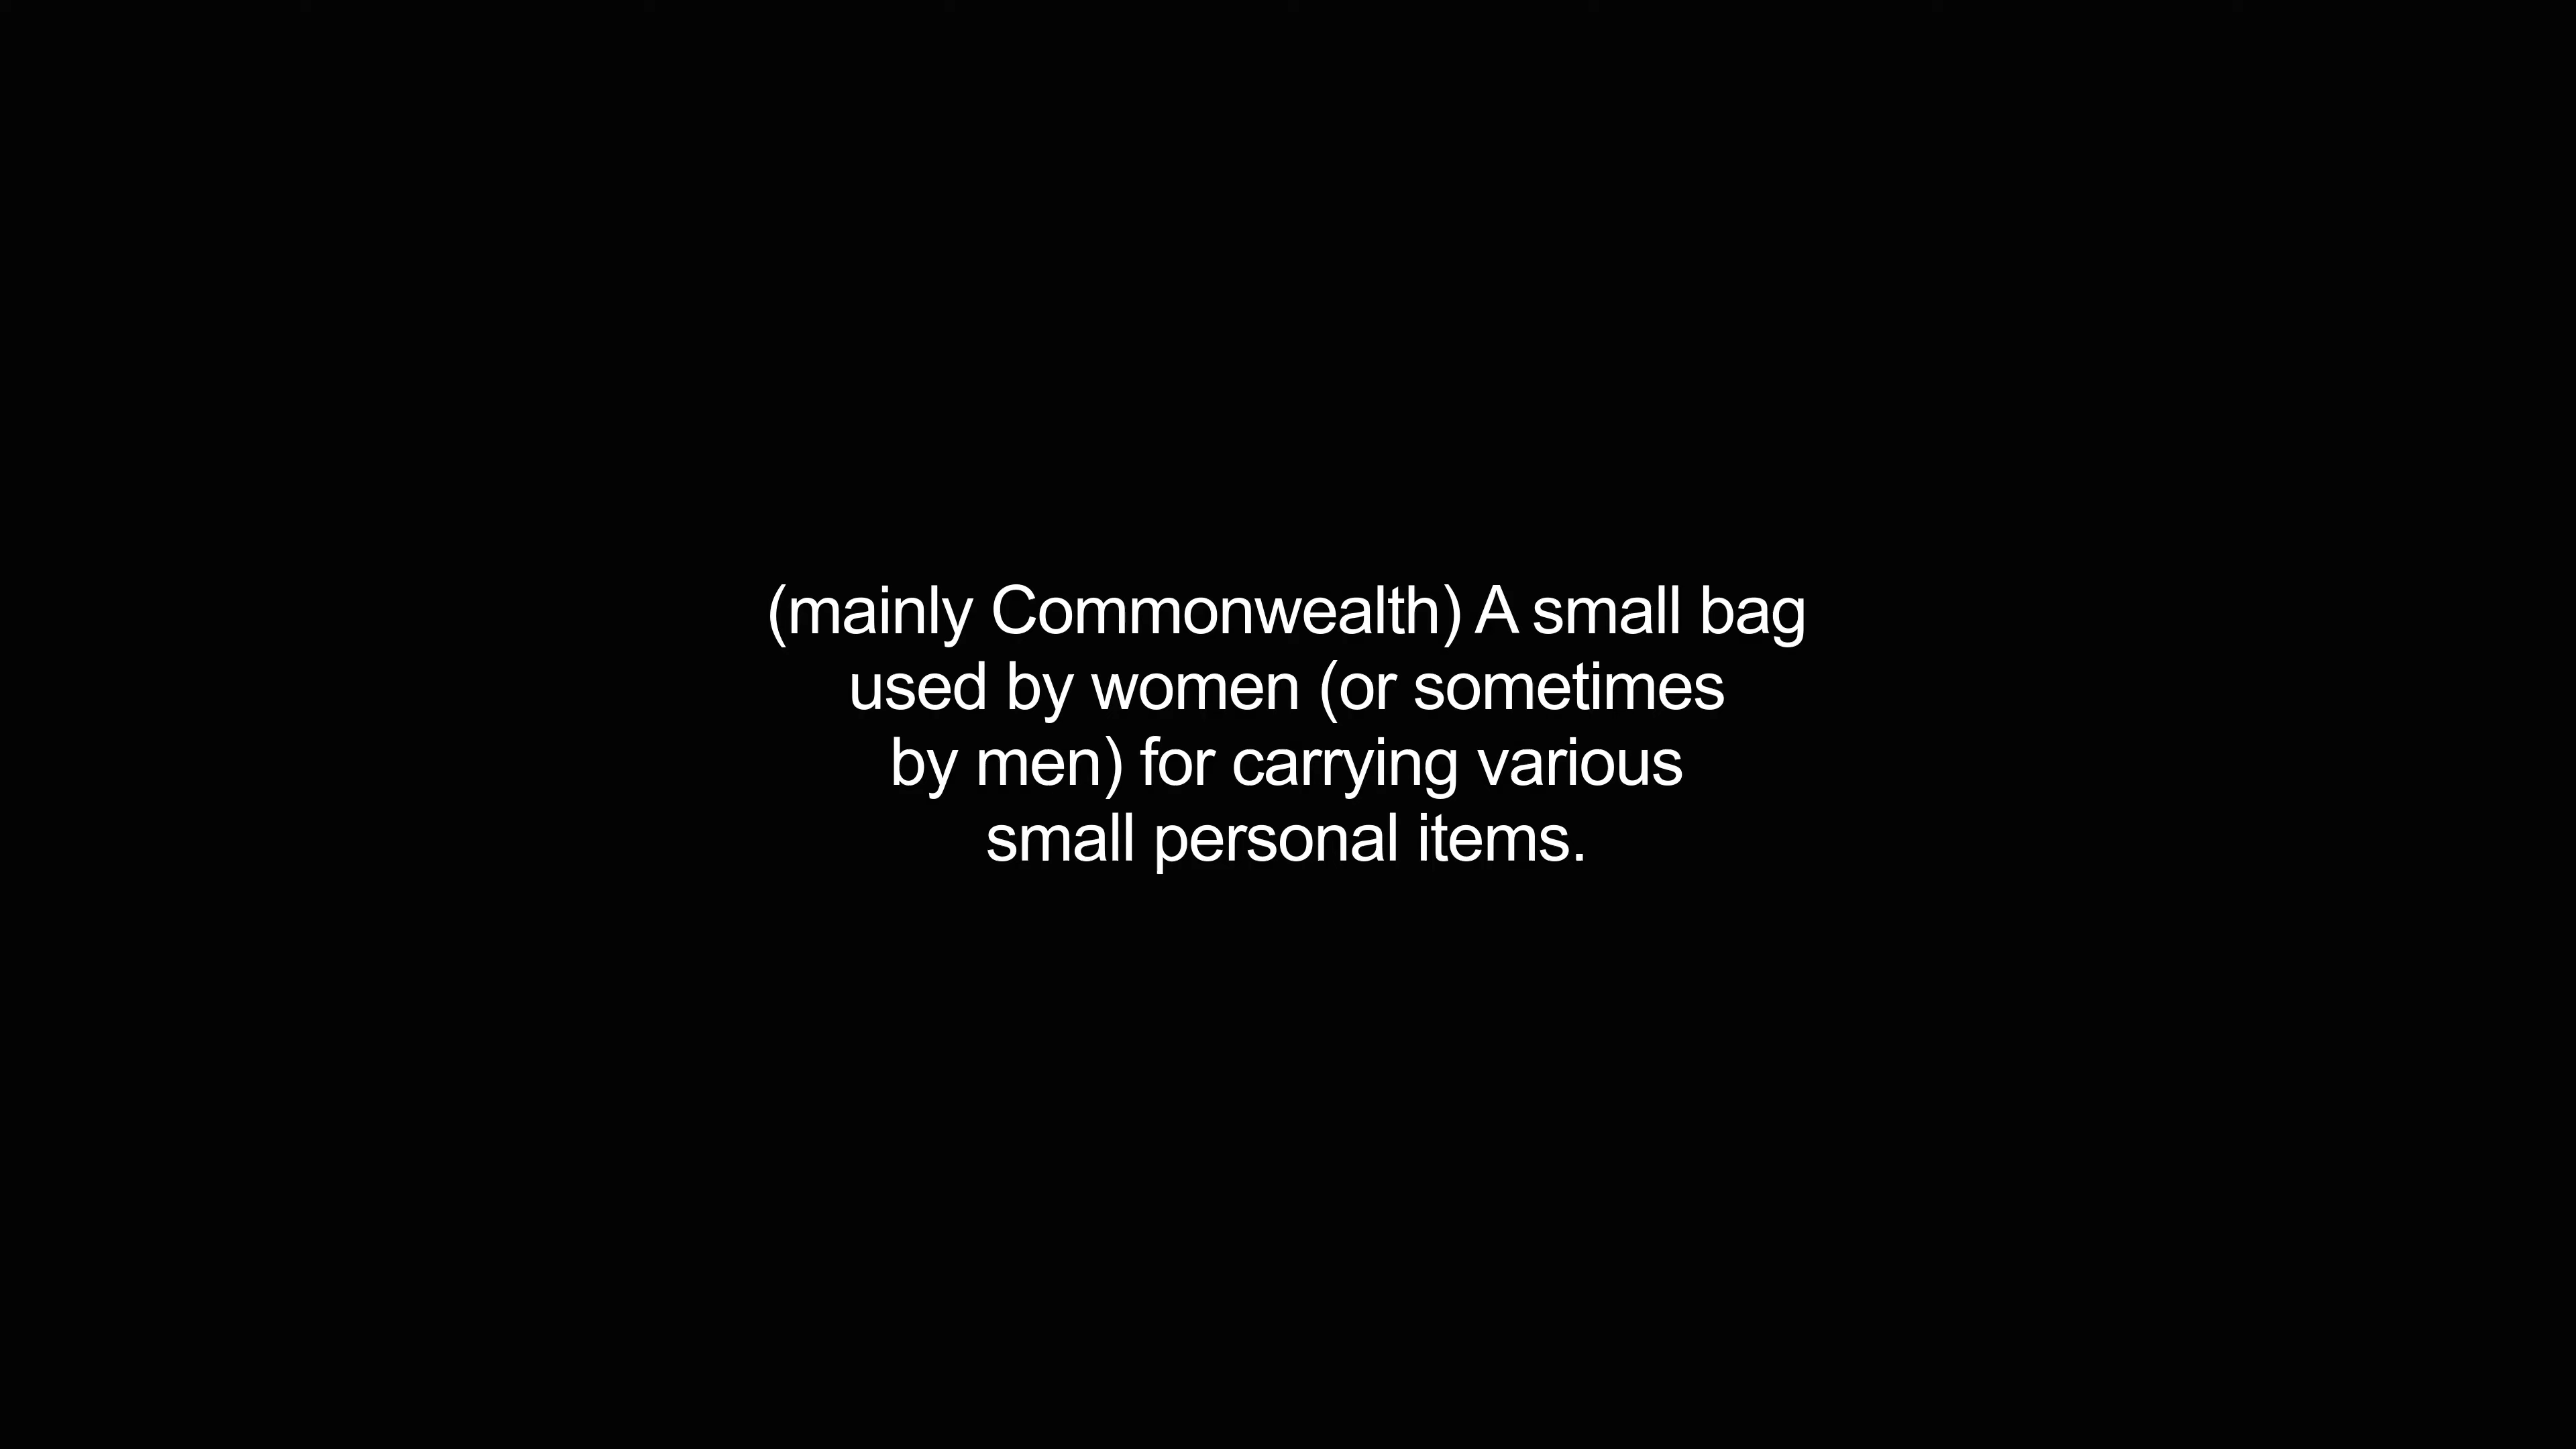 (mainly Commonwealth) A small bag
used by women (or sometimes
by men) for carrying various
small personal items.